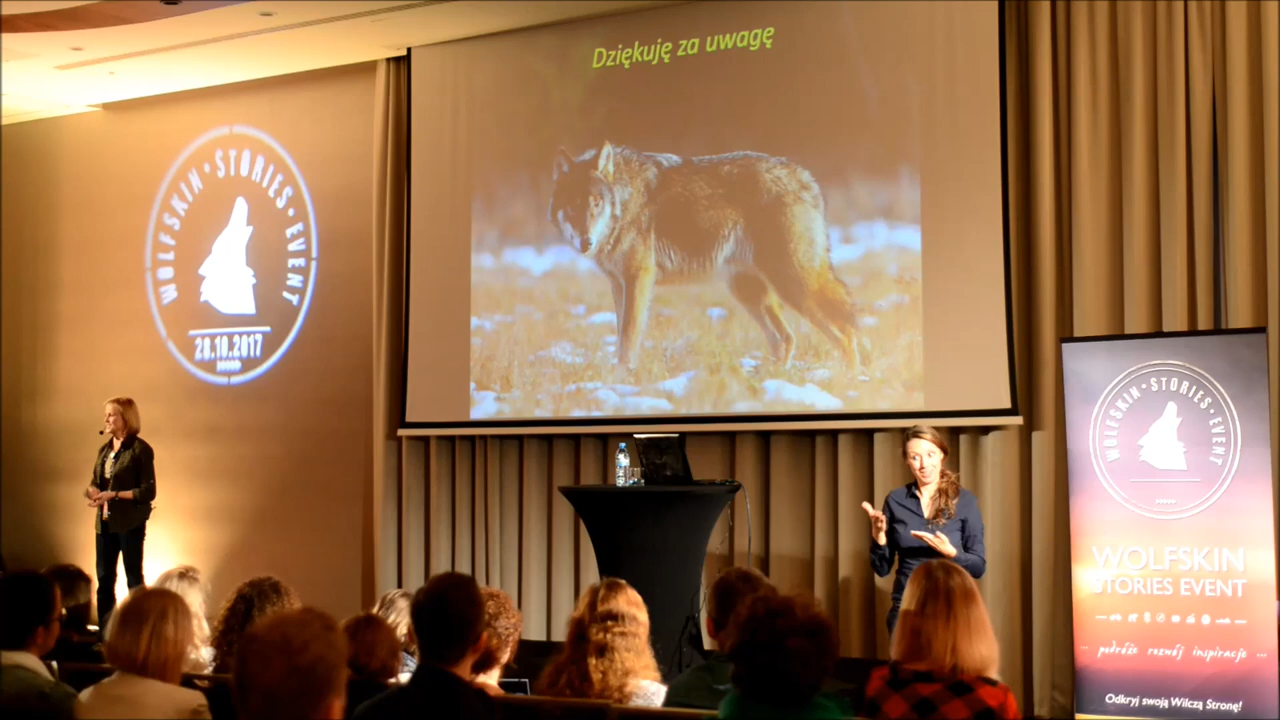 Dziękuję za uwagę
WOLFSKIN • STORIES • EVENT
28.10.2017
WOLFSKIN • STORIES • EVENT
WOLFSKIN
STORIES EVENT
podróże rozwój inspiracje ...
Odkryj swoją Wilczą Stronę!